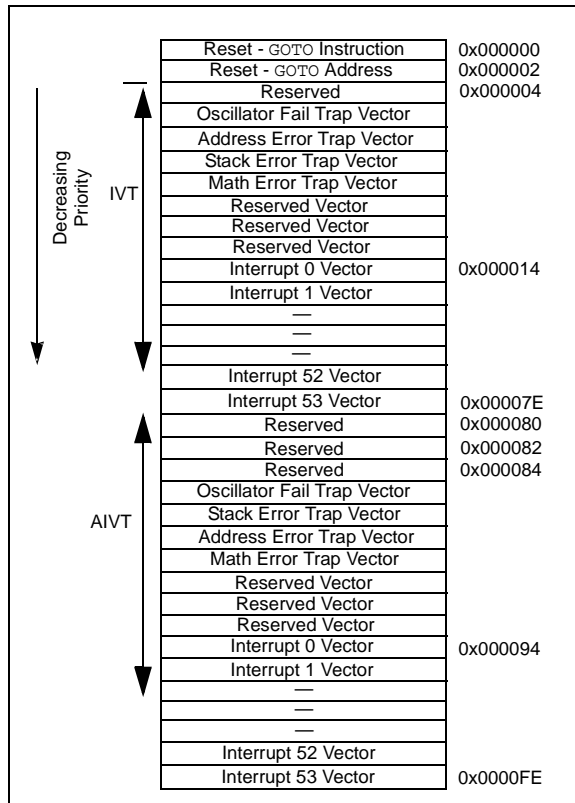 Reset - GOTO Instruction 0x000000
Reset - GOTO Address 0x000002
Reserved 0x000004
Oscillator Fail Trap Vector
Address Error Trap Vector
Stack Error Trap Vector
Math Error Trap Vector
Reserved Vector
Reserved Vector
Reserved Vector
Interrupt 0 Vector 0x000014
Interrupt 1 Vector
—
—
—
Interrupt 52 Vector
Interrupt 53 Vector 0x00007E
Reserved 0x000080
Reserved 0x000082
Reserved 0x000084
Oscillator Fail Trap Vector
Stack Error Trap Vector
Address Error Trap Vector
Math Error Trap Vector
Reserved Vector
Reserved Vector
Reserved Vector
Interrupt 0 Vector 0x000094
Interrupt 1 Vector
—
—
—
Interrupt 52 Vector
Interrupt 53 Vector 0x0000FE
Decreasing
Priority
IVT
AIVT